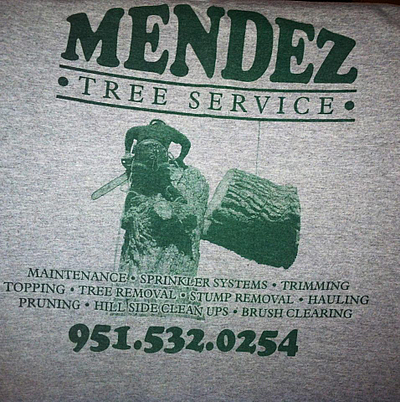 MENDEZ
• TREE SERVICE •
MAINTENANCE • SPRINKLER SYSTEMS • TRIMMING
TOPPING • TREE REMOVAL • STUMP REMOVAL • HAULING
PRUNING • HILL SIDE CLEAN UPS • BRUSH CLEARING
951.532.0254